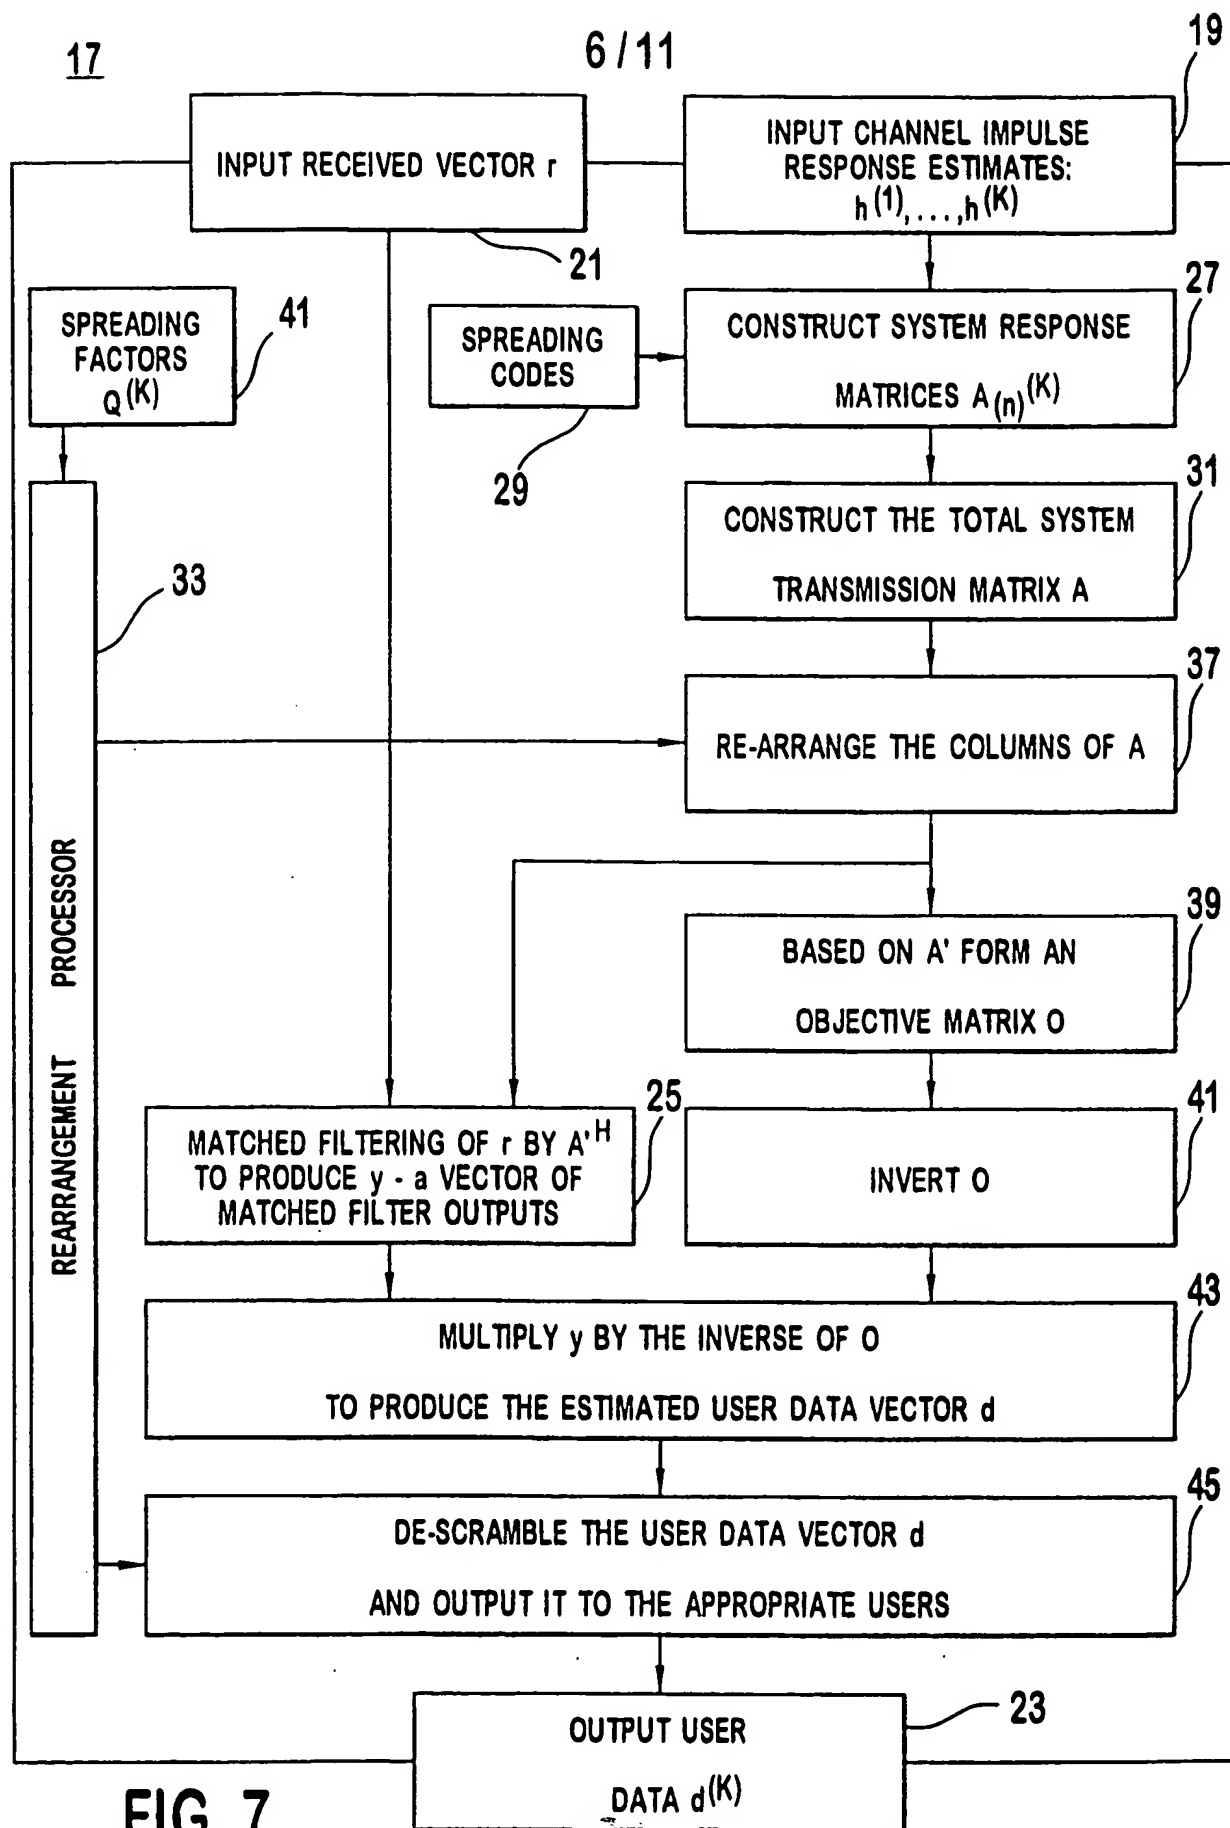 17
6/11
19
INPUT RECEIVED VECTOR r
INPUT CHANNEL IMPULSE
RESPONSE ESTIMATES:
h(1),...,h(K)
21
SPREADING
FACTORS
Q(K)
41
SPREADING
CODES
29
CONSTRUCT SYSTEM RESPONSE
MATRICES A(n)(K)
27
CONSTRUCT THE TOTAL SYSTEM
TRANSMISSION MATRIX A
31
33
REARRANGEMENT PROCESSOR
RE-ARRANGE THE COLUMNS OF A
37
BASED ON A' FORM AN
OBJECTIVE MATRIX O
39
MATCHED FILTERING OF r BY A'H
TO PRODUCE y - a VECTOR OF
MATCHED FILTER OUTPUTS
25
INVERT O
41
MULTIPLY y BY THE INVERSE OF O
TO PRODUCE THE ESTIMATED USER DATA VECTOR d
43
DE-SCRAMBLE THE USER DATA VECTOR d
AND OUTPUT IT TO THE APPROPRIATE USERS
45
OUTPUT USER
DATA d(K)
23
FIG. 7